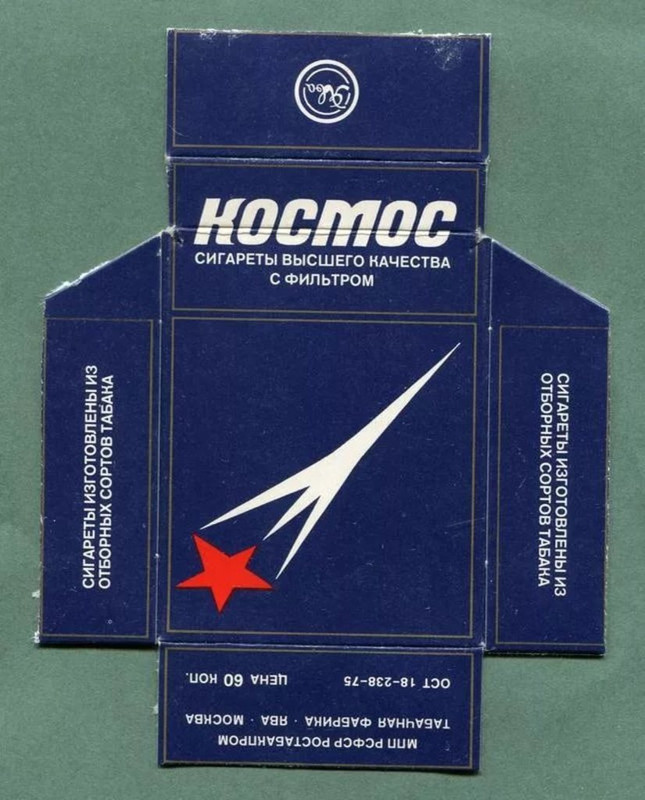 Ява
КОСМОС
СИГАРЕТЫ ВЫСШЕГО КАЧЕСТВА
С ФИЛЬТРОМ
СИГАРЕТЫ ИЗГОТОВЛЕНЫ ИЗ
ОТБОРНЫХ СОРТОВ ТАБАКА
СИГАРЕТЫ ИЗГОТОВЛЕНЫ ИЗ
ОТБОРНЫХ СОРТОВ ТАБАКА
МПП РСФСР РОСТАБАКПРОМ
ТАБАЧНАЯ ФАБРИКА · ЯВА · МОСКВА
ОСТ 18-238-75 ЦЕНА 60 КОП.